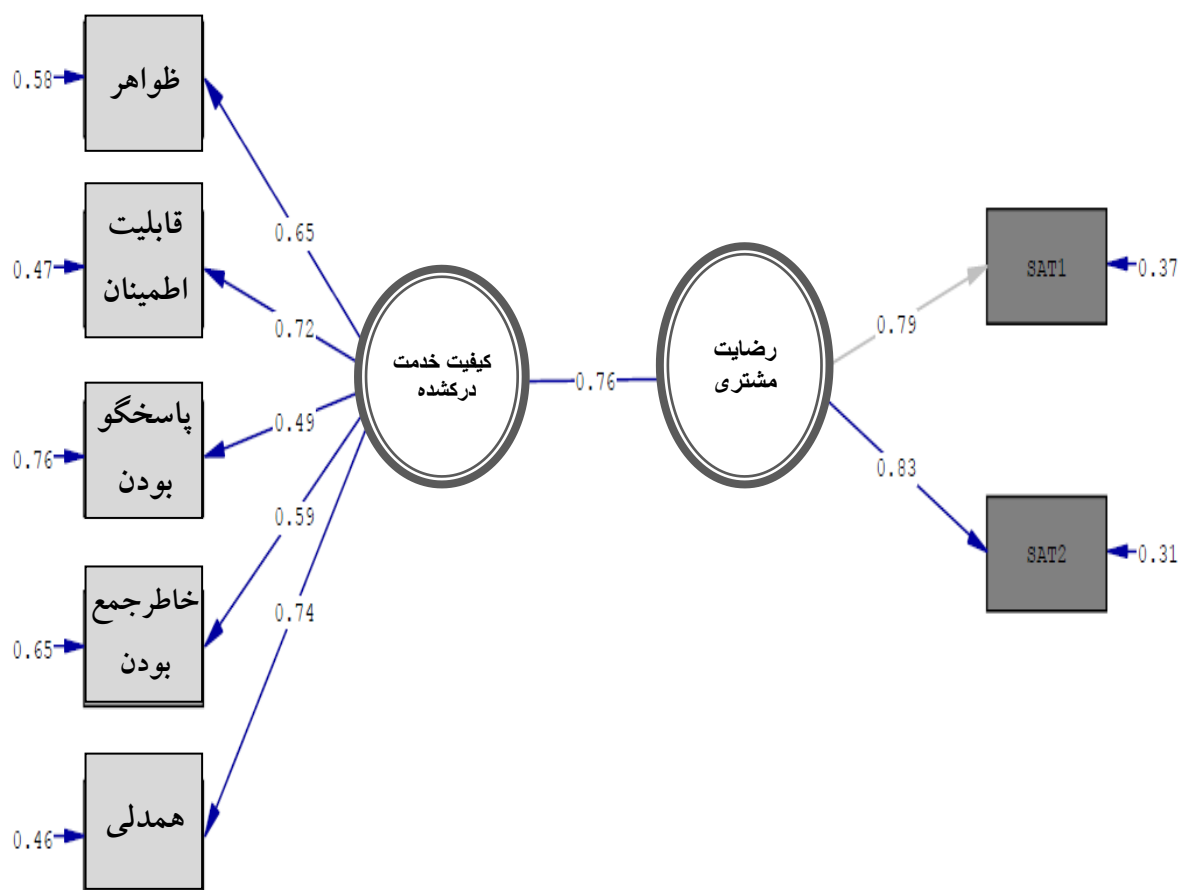 0.58
ظواهر
0.65
قابلیت
اطمینان
0.47
0.72
پاسخگو
بودن
0.76
0.49
خاطرجمع
بودن
0.65
0.59
همدلی
0.46
0.74
کیفیت خدمت
درکشده
0.76
رضایت
مشتری
0.79
SAT1
0.37
0.83
SAT2
0.31